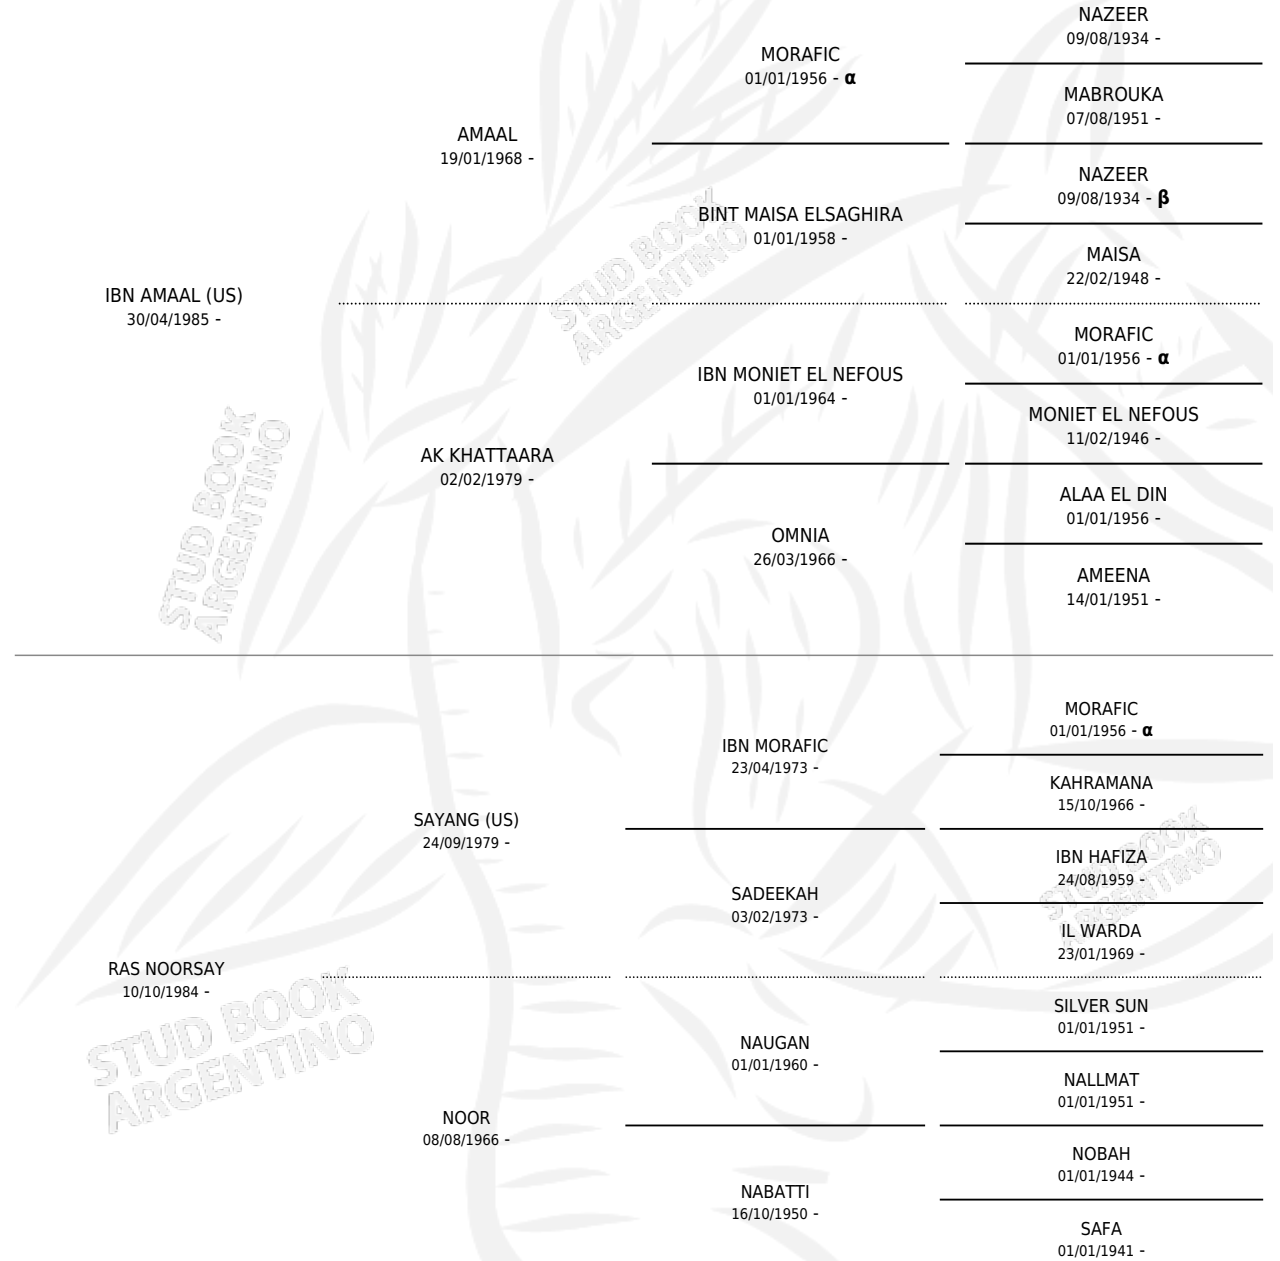 NAZEER
09/08/1934 -
MORAFIC
01/01/1956 - α
MABROUKA
07/08/1951 -
AMAAL
19/01/1968 -
NAZEER
09/08/1934 - β
BINT MAISA ELSAGHIRA
01/01/1958 -
MAISA
22/02/1948 -
IBN AMAAL (US)
30/04/1985 -
MORAFIC
01/01/1956 - α
IBN MONIET EL NEFOUS
01/01/1964 -
MONIET EL NEFOUS
11/02/1946 -
AK KHATTAARA
02/02/1979 -
ALAA EL DIN
01/01/1956 -
OMNIA
26/03/1966 -
AMEENA
14/01/1951 -
MORAFIC
01/01/1956 - α
IBN MORAFIC
23/04/1973 -
KAHRAMANA
15/10/1966 -
SAYANG (US)
24/09/1979 -
IBN HAFIZA
24/08/1959 -
SADEEKAH
03/02/1973 -
IL WARDA
23/01/1969 -
RAS NOORSAY
10/10/1984 -
SILVER SUN
01/01/1951 -
NAUGAN
01/01/1960 -
NALLMAT
01/01/1951 -
NOOR
08/08/1966 -
NOBAH
01/01/1944 -
NABATTI
16/10/1950 -
SAFA
01/01/1941 -
STUD BOOK
ARGENTINO
STUD BOOK
ARGENTINO
STUD BOOK
ARGENTINO
STUD BOOK
ARGENTINO